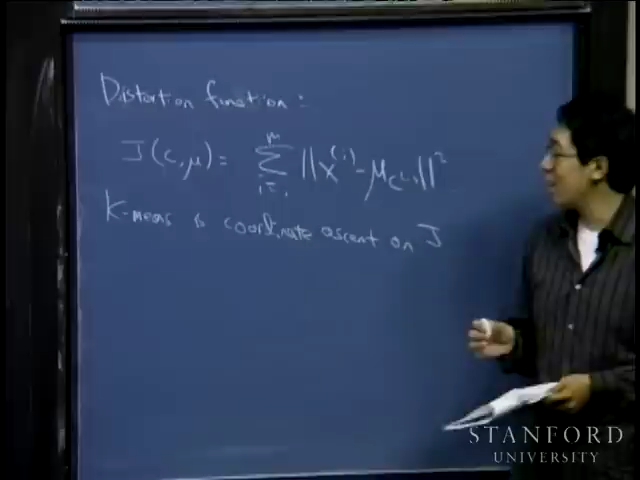 Distortion function:
J(c,μ) = Σ_{i=1}^{m} ||x^{(i)} - μ_{c^{(i)}}||²
K-means is coordinate ascent on J
STANFORD
UNIVERSITY